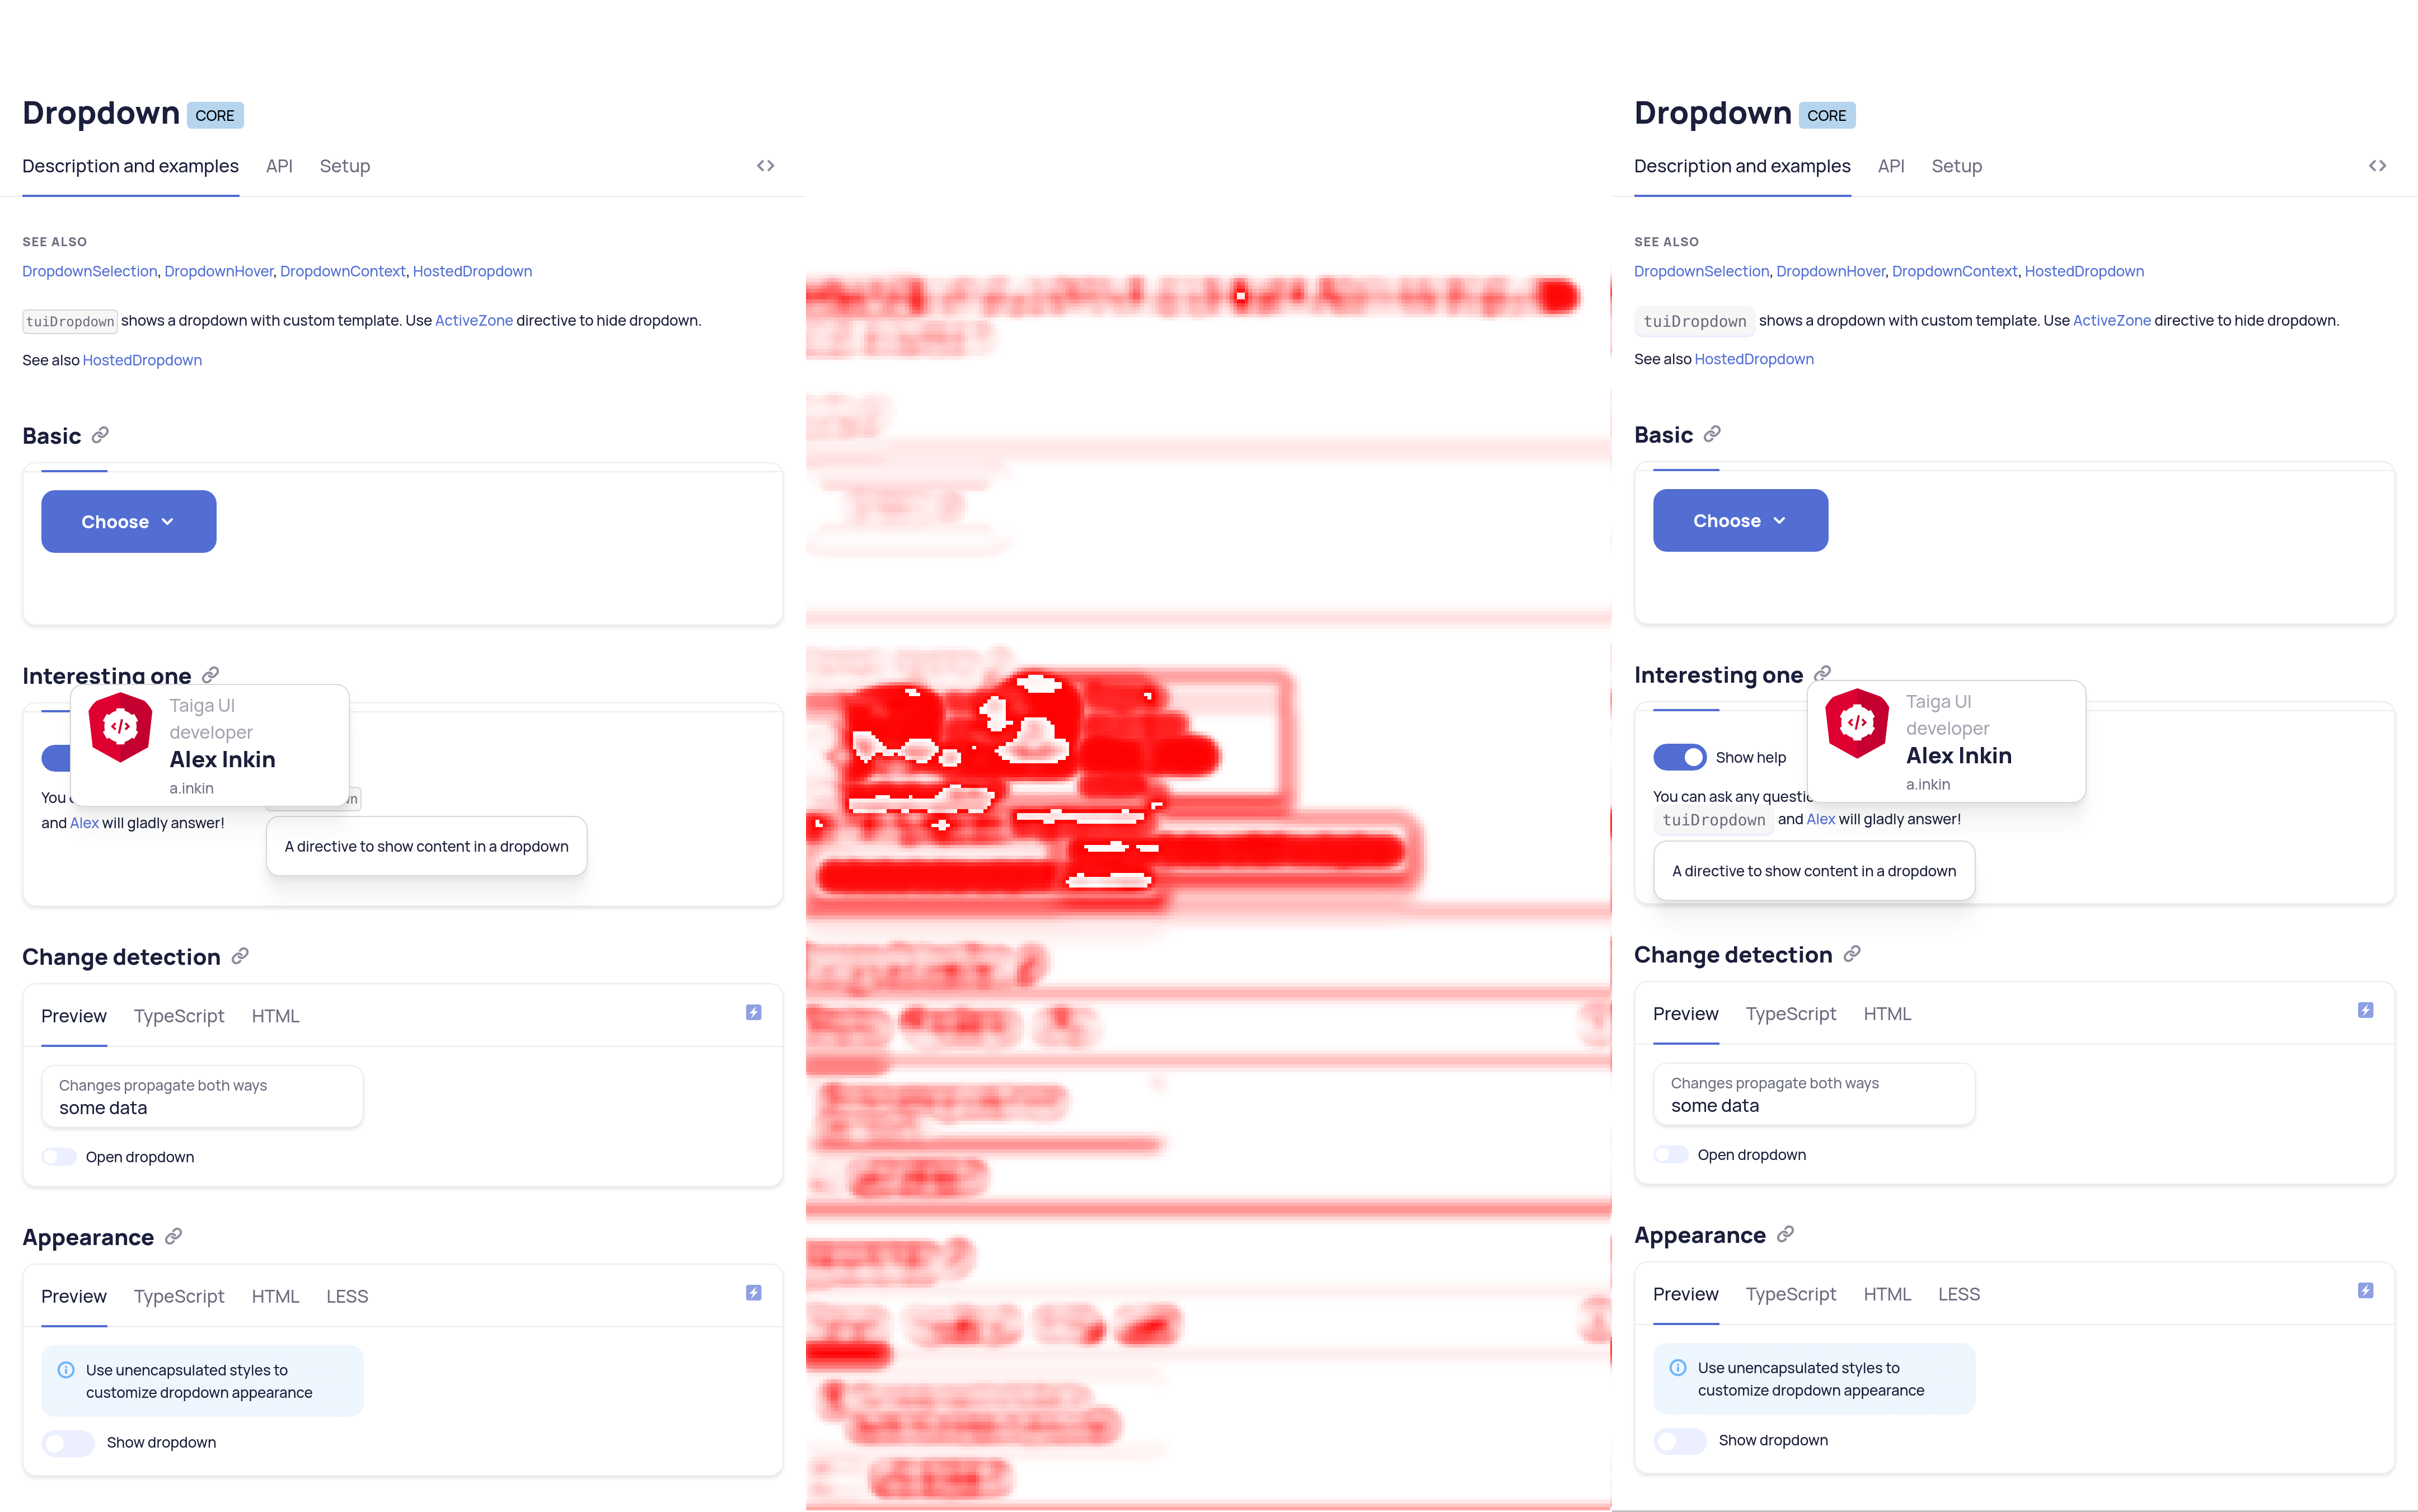 Dropdown CORE
Description and examples API Setup
SEE ALSO
DropdownSelection, DropdownHover, DropdownContext, HostedDropdown
tuiDropdown shows a dropdown with custom template. Use ActiveZone directive to hide dropdown.
See also HostedDropdown
Basic
Choose
Interesting one
Taiga UI
developer
Alex Inkin
a.inkin
You
and Alex will gladly answer!
A directive to show content in a dropdown
Change detection
Preview TypeScript HTML
Changes propagate both ways
some data
Open dropdown
Appearance
Preview TypeScript HTML LESS
Use unencapsulated styles to
customize dropdown appearance
Show dropdown
Dropdown CORE
Description and examples API Setup
SEE ALSO
DropdownSelection, DropdownHover, DropdownContext, HostedDropdown
tuiDropdown shows a dropdown with custom template. Use ActiveZone directive to hide dropdown.
See also HostedDropdown
Basic
Choose
Interesting one
Taiga UI
developer
Alex Inkin
a.inkin
Show help
You can ask any questic
tuiDropdown and Alex will gladly answer!
A directive to show content in a dropdown
Change detection
Preview TypeScript HTML
Changes propagate both ways
some data
Open dropdown
Appearance
Preview TypeScript HTML LESS
Use unencapsulated styles to
customize dropdown appearance
Show dropdown